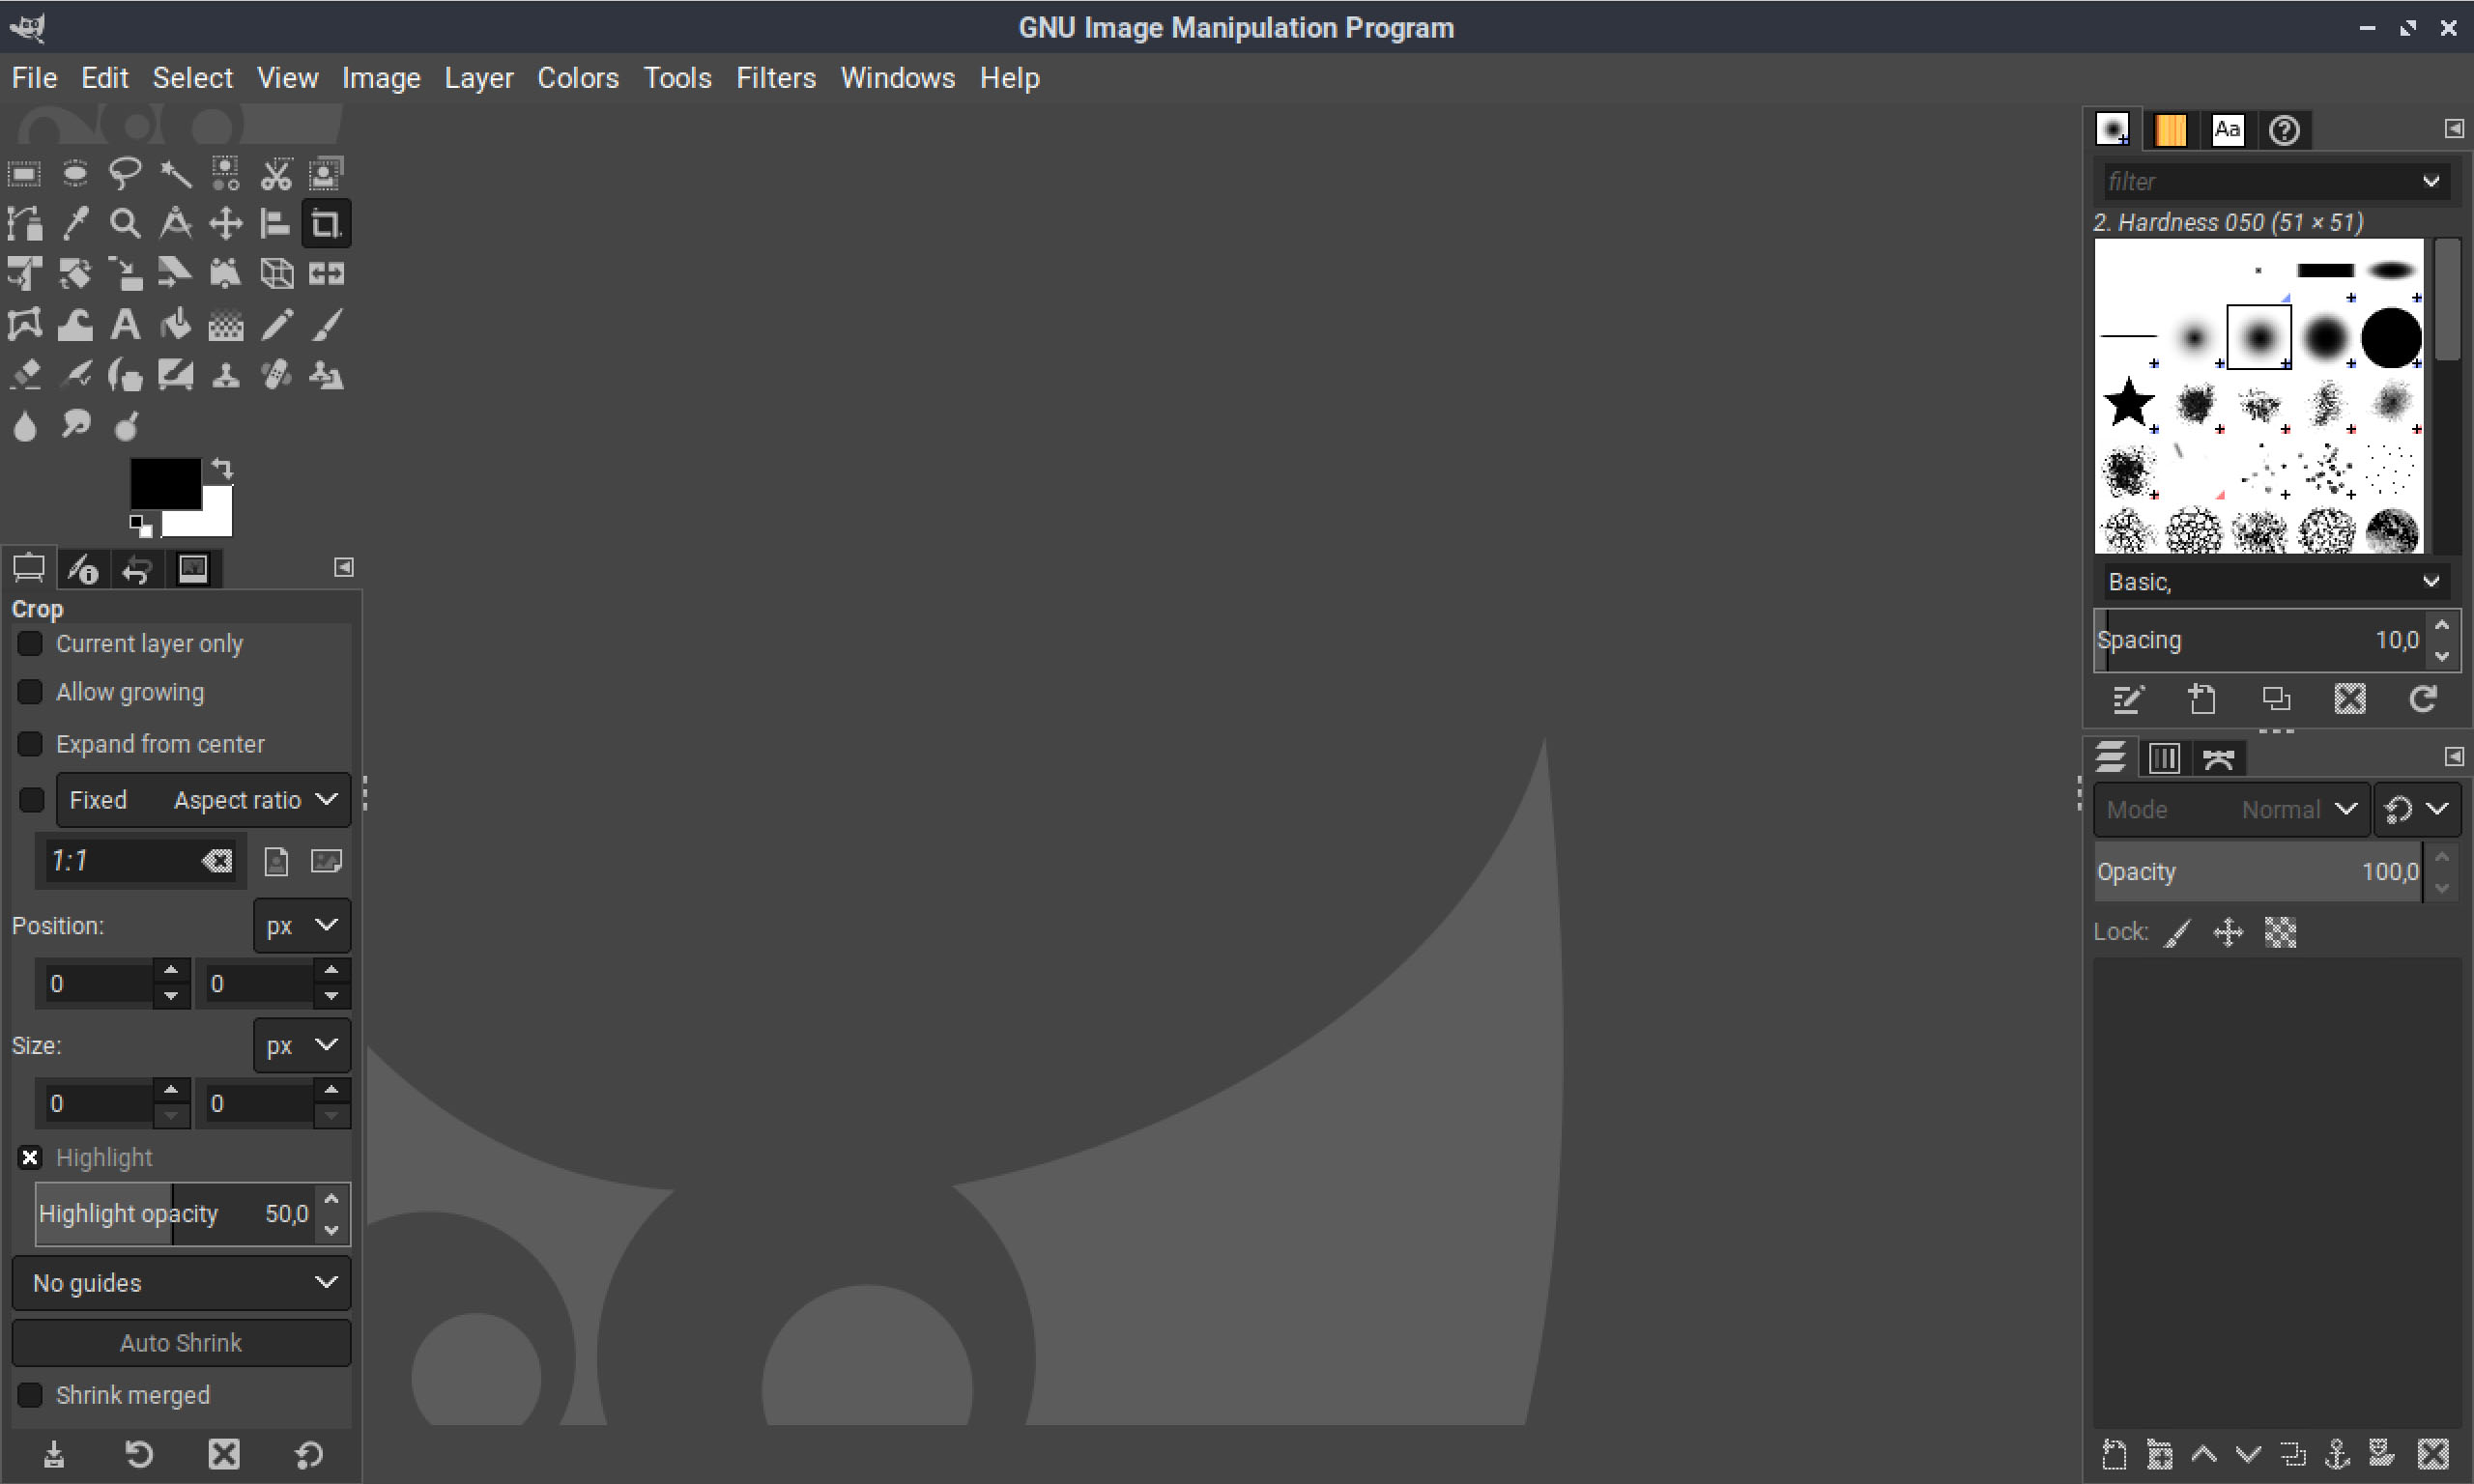 GNU Image Manipulation Program
File Edit Select View Image Layer Colors Tools Filters Windows Help
Aa
filter
2. Hardness 050 (51 × 51)
Basic,
Spacing 10,0
Crop
Current layer only
Allow growing
Expand from center
Fixed Aspect ratio
1:1
Position: px
0 0
Size: px
0 0
Highlight
Highlight opacity 50,0
No guides
Auto Shrink
Shrink merged
Mode Normal
Opacity 100,0
Lock: